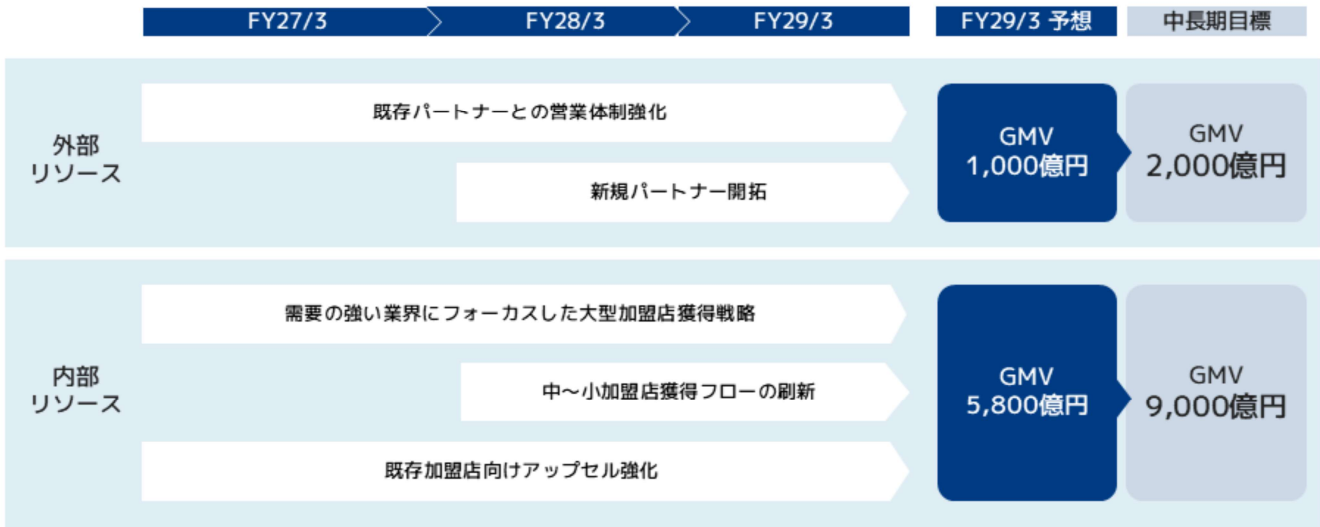 FY27/3
FY28/3
FY29/3
FY29/3 予想
中長期目標
外部
リソース
既存パートナーとの営業体制強化
新規パートナー開拓
GMV
1,000億円
GMV
2,000億円
内部
リソース
需要の強い業界にフォーカスした大型加盟店獲得戦略
中～小加盟店獲得フローの刷新
既存加盟店向けアップセル強化
GMV
5,800億円
GMV
9,000億円